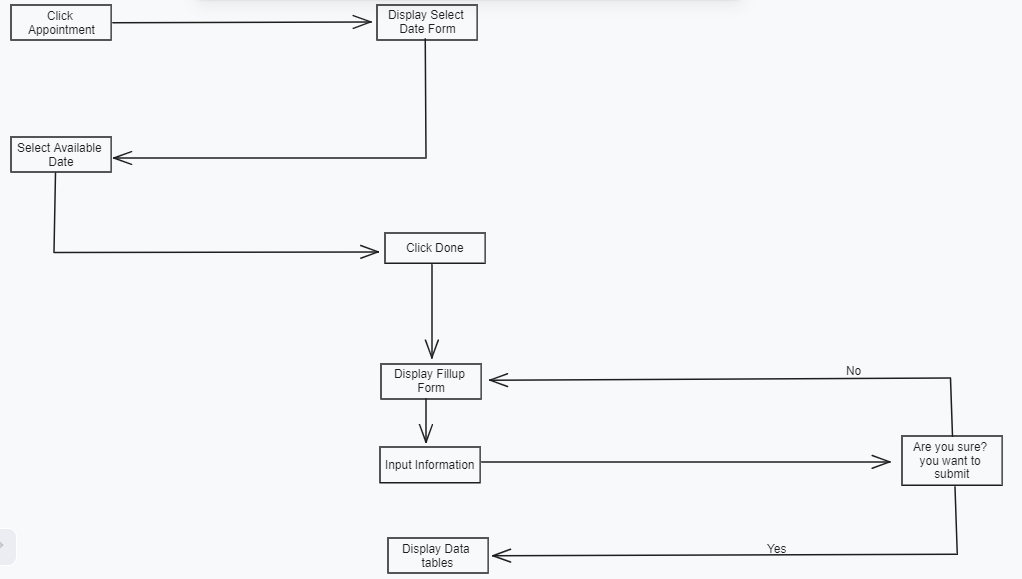 Click
Appointment
Display Select
Date Form
Select Available
Date
Click Done
Display Fillup
Form
No
Input Information
Are you sure?
you want to
submit
Display Data
tables
Yes